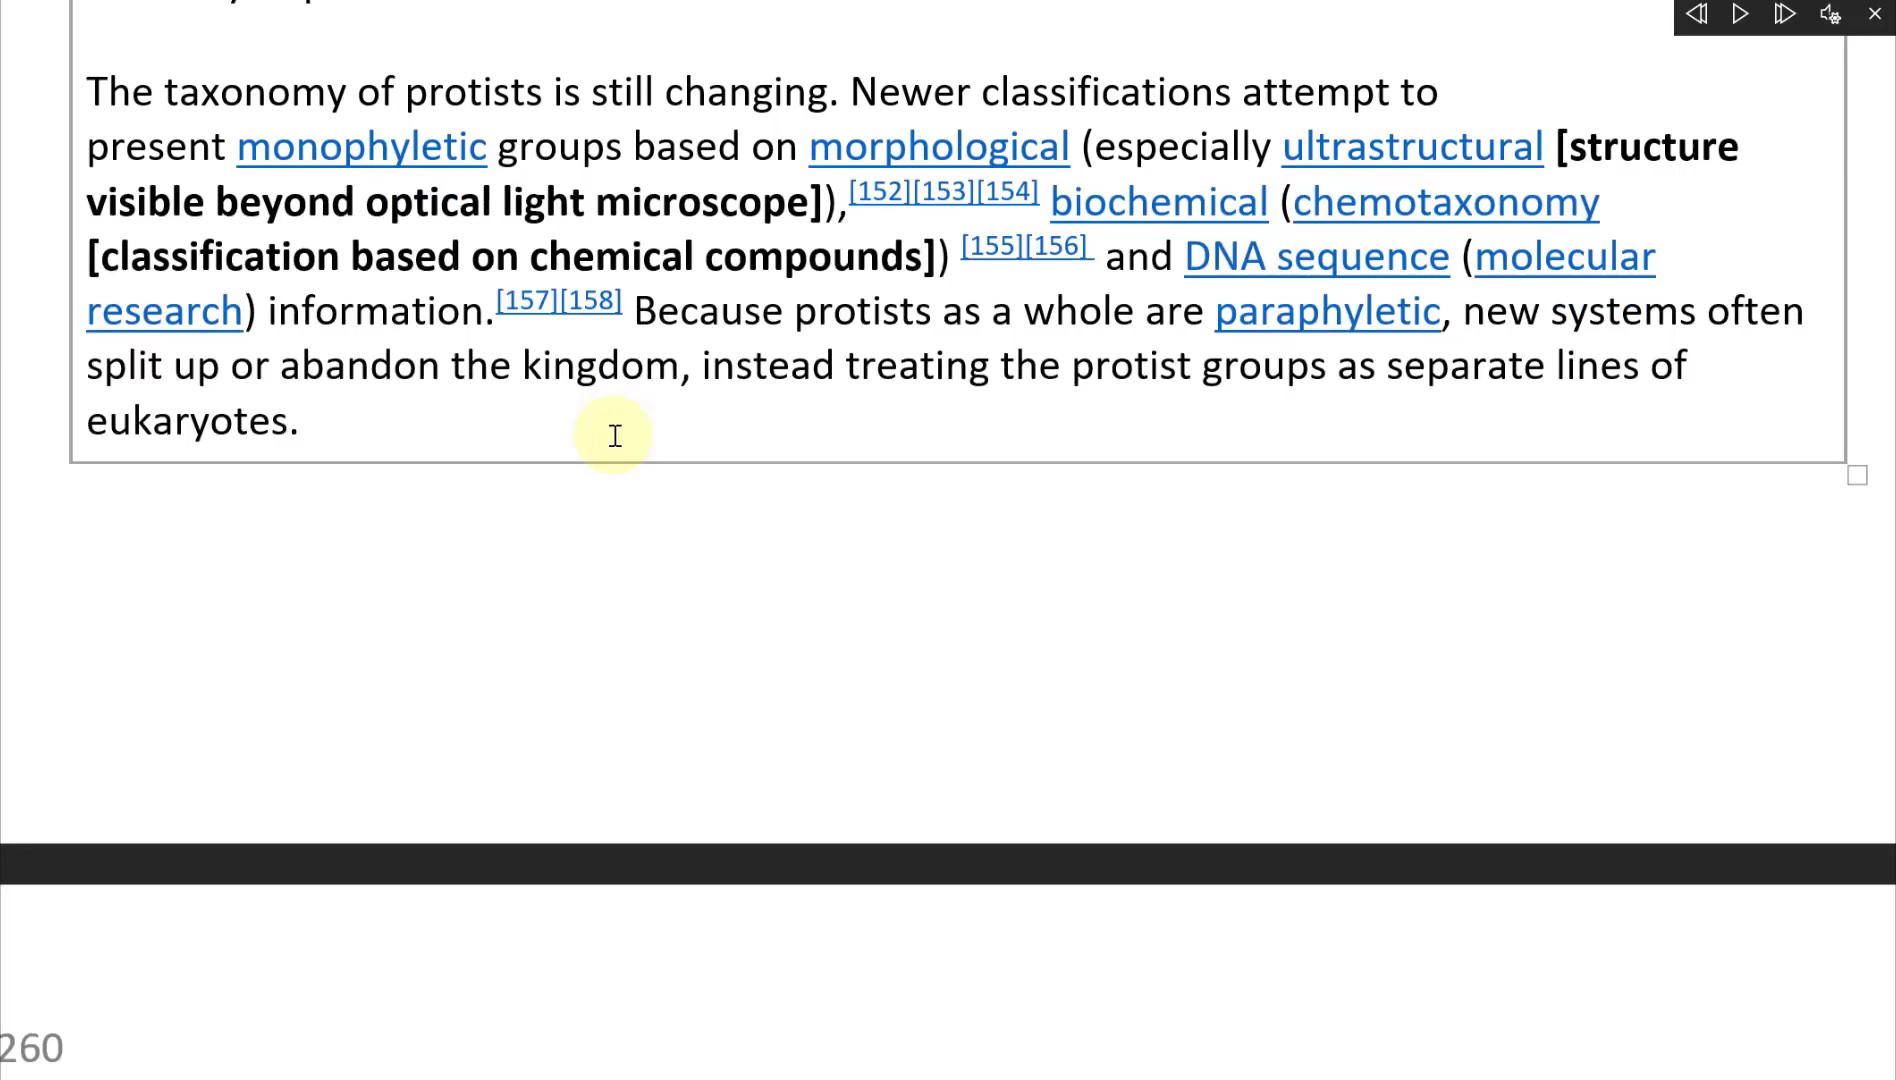 The taxonomy of protists is still changing. Newer classifications attempt to
present monophyletic groups based on morphological (especially ultrastructural [structure
visible beyond optical light microscope]),[152][153][154] biochemical (chemotaxonomy
[classification based on chemical compounds]) [155][156] and DNA sequence (molecular
research) information.[157][158] Because protists as a whole are paraphyletic, new systems often
split up or abandon the kingdom, instead treating the protist groups as separate lines of
eukaryotes.
260